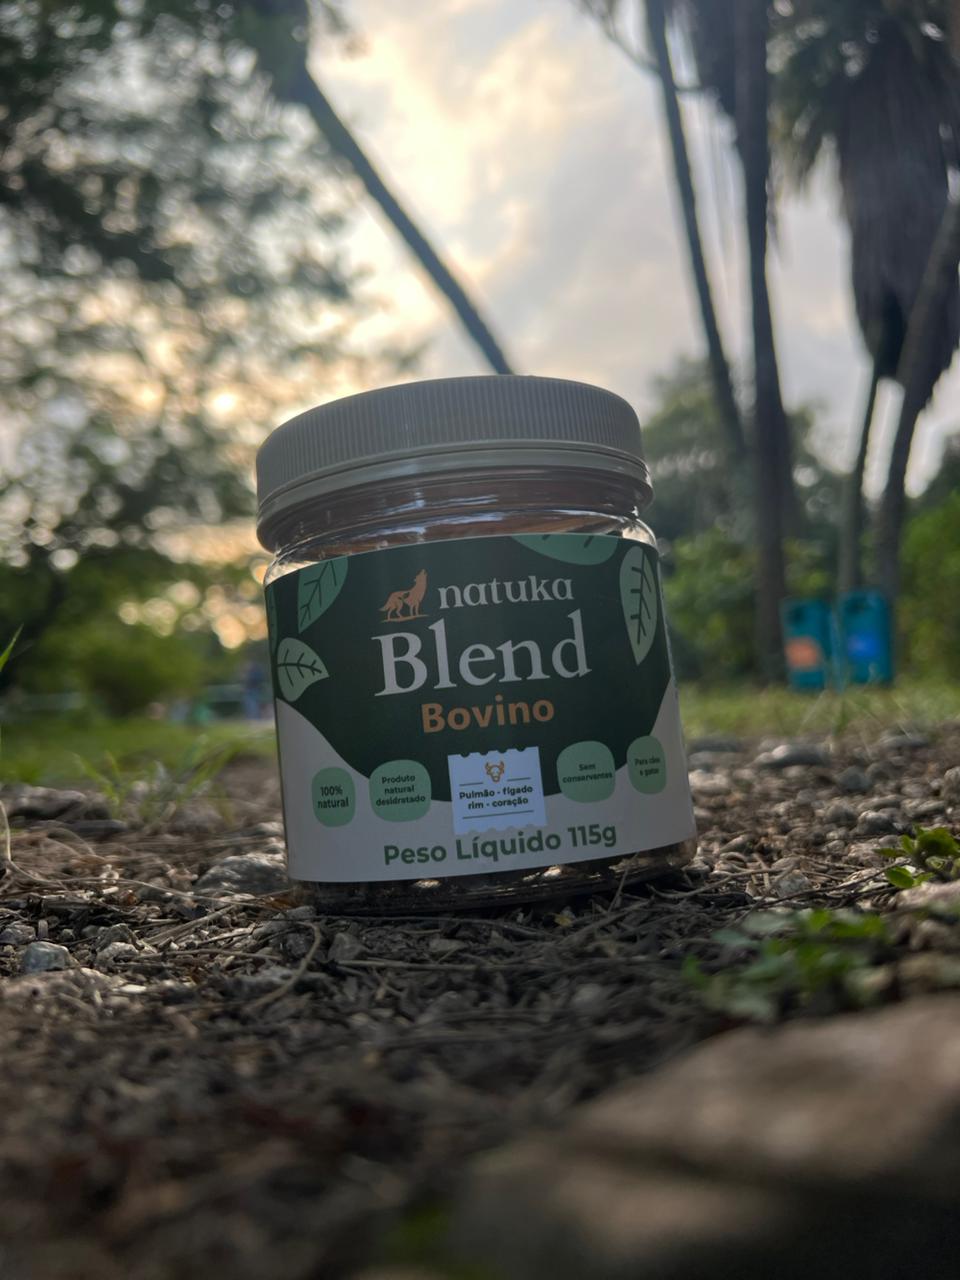 natuka
Blend
Bovino
100%
natural
Produto
natural
desidratado
Pulmão - fígado
rim - coração
Sem
conservantes
Para cães
e gatos
Peso Líquido 115g